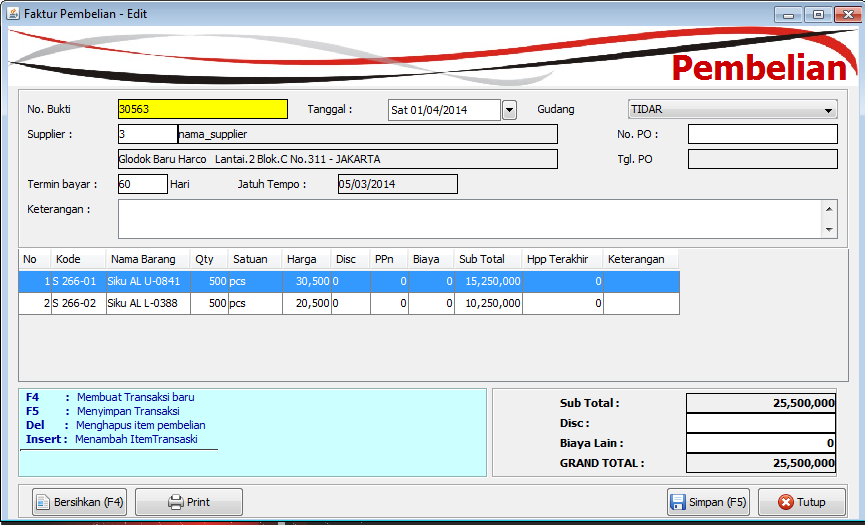 Faktur Pembelian - Edit
Pembelian
No. Bukti 30563 Tanggal : Sat 01/04/2014 Gudang TIDAR
Supplier : 3 nama_supplier No. PO :
Glodok Baru Harco Lantai.2 Blok.C No.311 - JAKARTA Tgl. PO
Termin bayar : 60 Hari Jatuh Tempo : 05/03/2014
Keterangan :
No Kode Nama Barang Qty Satuan Harga Disc PPn Biaya Sub Total Hpp Terakhir Keterangan
1 S 266-01 Siku AL U-0841 500 pcs 30,500 0 0 0 15,250,000 0
2 S 266-02 Siku AL L-0388 500 pcs 20,500 0 0 0 10,250,000 0
F4 : Membuat Transaksi baru
F5 : Menyimpan Transaksi
Del : Menghapus item pembelian
Insert : Menambah ItemTransaski
Sub Total : 25,500,000
Disc :
Biaya Lain : 0
GRAND TOTAL : 25,500,000
Bersihkan (F4) Print Simpan (F5) Tutup